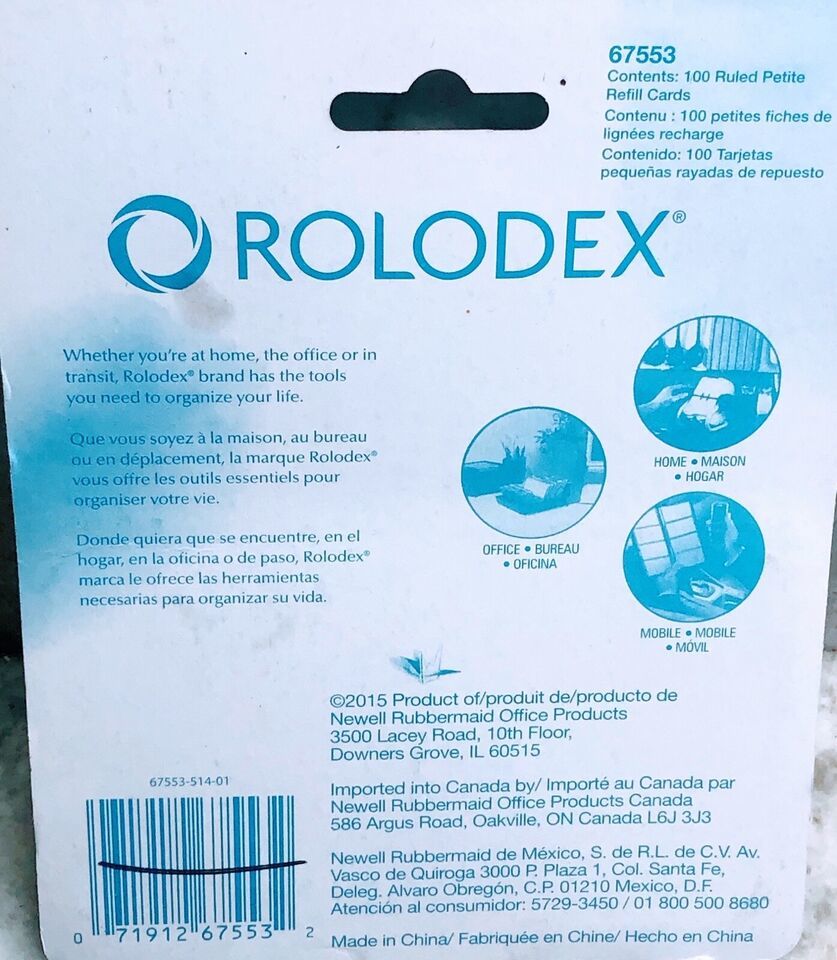 67553
Contents: 100 Ruled Petite
Refill Cards
Contenu : 100 petites fiches de
lignées recharge
Contenido: 100 Tarjetas
pequeñas rayadas de repuesto
ROLODEX®
Whether you're at home, the office or in
transit, Rolodex® brand has the tools
you need to organize your life.
Que vous soyez à la maison, au bureau
ou en déplacement, la marque Rolodex®
vous offre les outils essentiels pour
organiser votre vie.
Donde quiera que se encuentre, en el
hogar, en la oficina o de paso, Rolodex®
marca le ofrece las herramientas
necesarias para organizar su vida.
HOME • MAISON
• HOGAR
OFFICE • BUREAU
• OFICINA
MOBILE • MOBILE
• MÓVIL
©2015 Product of/produit de/producto de
Newell Rubbermaid Office Products
3500 Lacey Road, 10th Floor,
Downers Grove, IL 60515
Imported into Canada by/ Importé au Canada par
Newell Rubbermaid Office Products Canada
586 Argus Road, Oakville, ON Canada L6J 3J3
Newell Rubbermaid de México, S. de R.L. de C.V. Av.
Vasco de Quiroga 3000 P. Plaza 1, Col. Santa Fe,
Deleg. Alvaro Obregón, C.P. 01210 Mexico, D.F.
Atención al consumidor: 5729-3450 / 01 800 500 8680
Made in China/ Fabriquée en Chine/ Hecho en China
67553-514-01
0 71912 67553 2